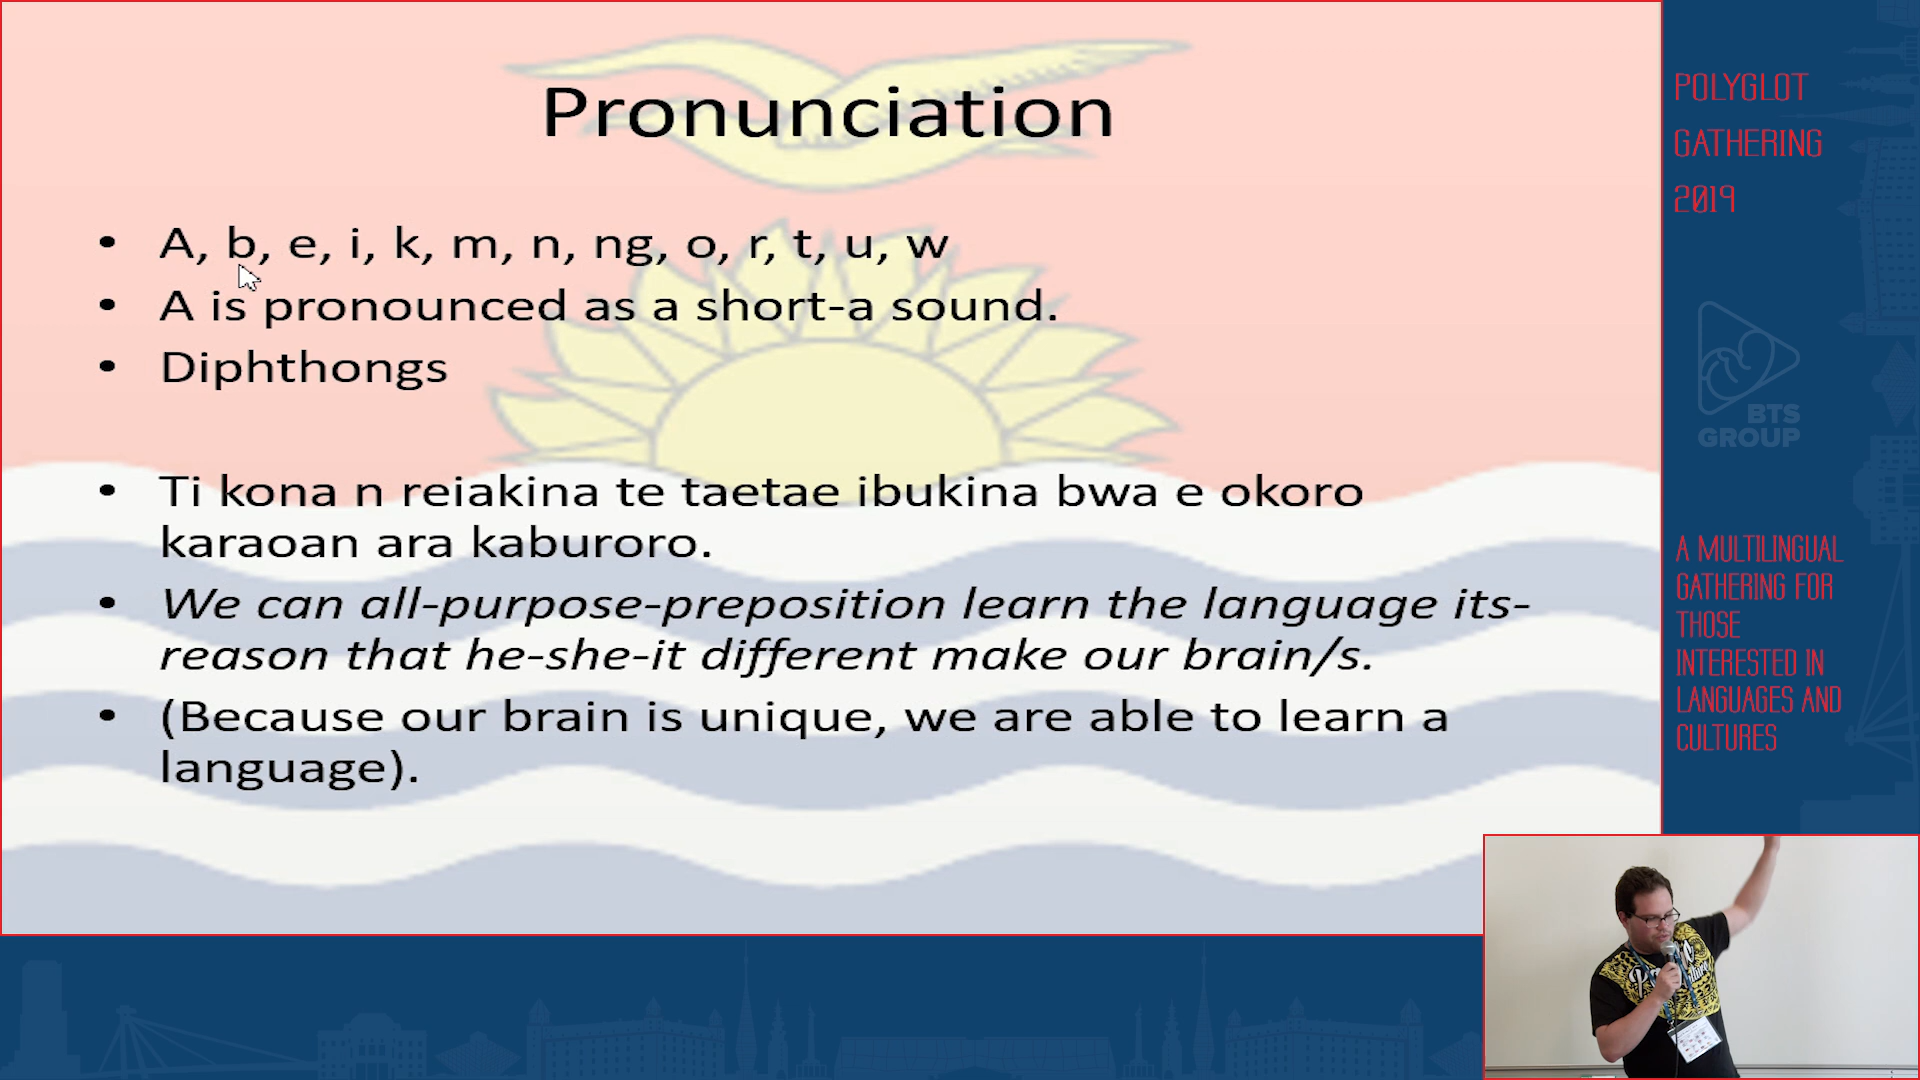 Pronunciation
• A, b, e, i, k, m, n, ng, o, r, t, u, w
• A is pronounced as a short-a sound.
• Diphthongs
• Ti kona n reiakina te taetae ibukina bwa e okoro
karaoan ara kaburoro.
• We can all-purpose-preposition learn the language its-
reason that he-she-it different make our brain/s.
• (Because our brain is unique, we are able to learn a
language).
POLYGLOT
GATHERING
2019
BTS
GROUP
A MULTILINGUAL
GATHERING FOR
THOSE
INTERESTED IN
LANGUAGES AND
CULTURES